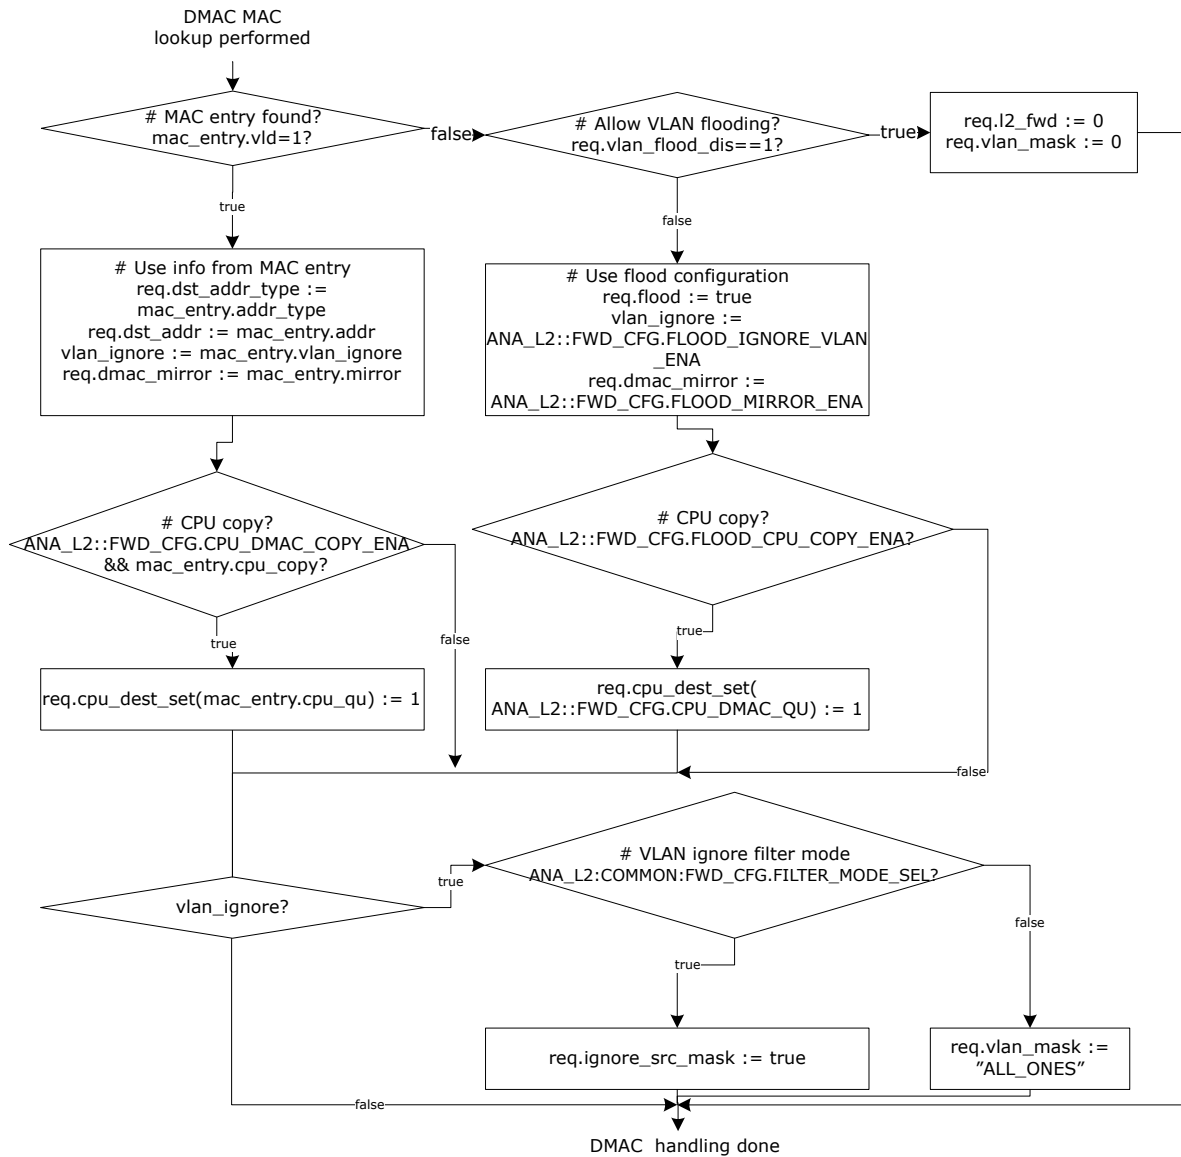 DMAC MAC
lookup performed
# MAC entry found?
mac_entry.vld=1?
false
# Allow VLAN flooding?
req.vlan_flood_dis==1?
true
req.l2_fwd := 0
req.vlan_mask := 0
true
false
# Use info from MAC entry
req.dst_addr_type :=
mac_entry.addr_type
req.dst_addr := mac_entry.addr
vlan_ignore := mac_entry.vlan_ignore
req.dmac_mirror := mac_entry.mirror
# Use flood configuration
req.flood := true
vlan_ignore :=
ANA_L2::FWD_CFG.FLOOD_IGNORE_VLAN
_ENA
req.dmac_mirror :=
ANA_L2::FWD_CFG.FLOOD_MIRROR_ENA
# CPU copy?
ANA_L2::FWD_CFG.CPU_DMAC_COPY_ENA
&& mac_entry.cpu_copy?
# CPU copy?
ANA_L2::FWD_CFG.FLOOD_CPU_COPY_ENA?
true
false
true
req.cpu_dest_set(mac_entry.cpu_qu) := 1
req.cpu_dest_set(
ANA_L2::FWD_CFG.CPU_DMAC_QU) := 1
false
# VLAN ignore filter mode
ANA_L2:COMMON:FWD_CFG.FILTER_MODE_SEL?
true
vlan_ignore?
false
true
req.ignore_src_mask := true
req.vlan_mask :=
”ALL_ONES”
false
DMAC  handling done